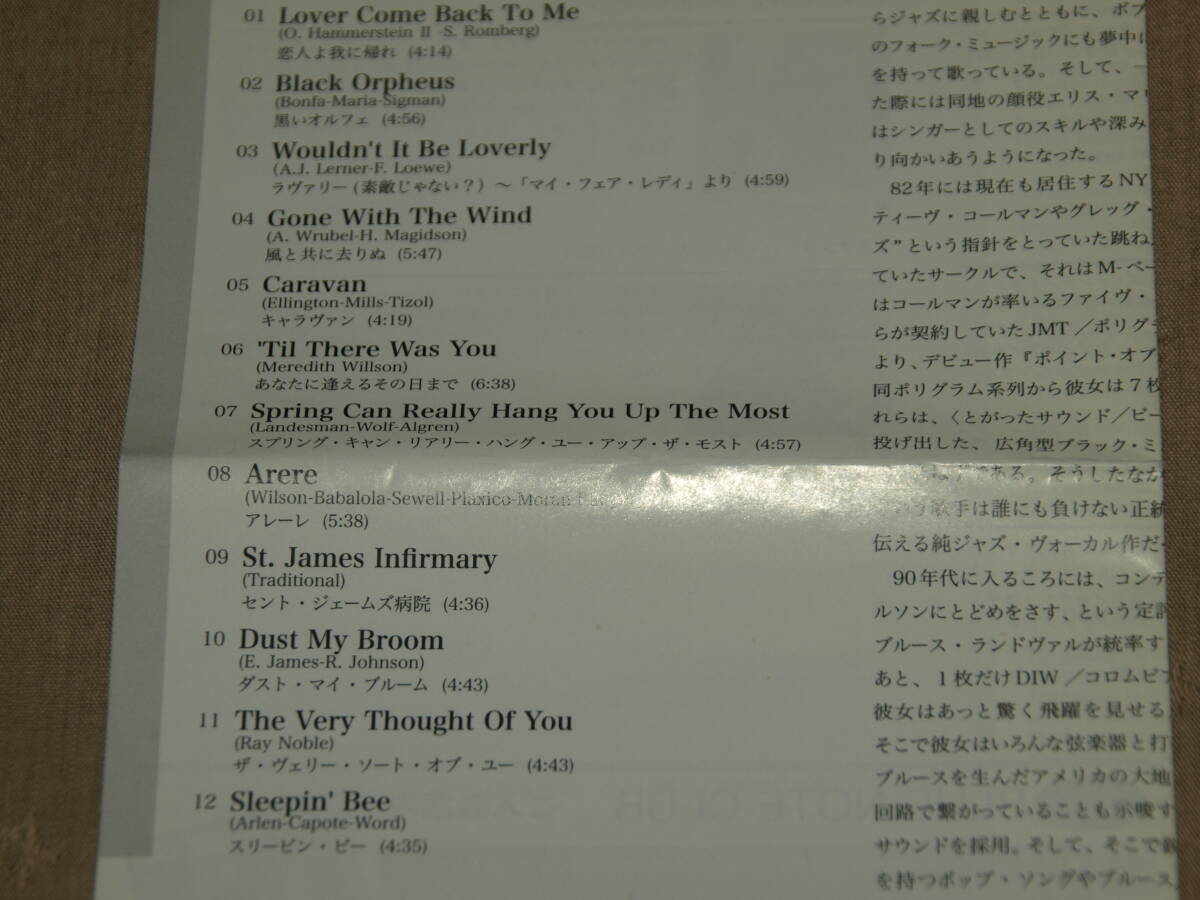 01 Lover Come Back To Me
(O. Hammerstein II -S. Romberg)
恋人よ我に帰れ (4:14)
02 Black Orpheus
(Bonfa-Maria-Sigman)
黒いオルフェ (4:56)
03 Wouldn't It Be Loverly
(A.J. Lerner-F. Loewe)
ラヴァリー(素敵じゃない?)～「マイ・フェア・レディ」より (4:59)
04 Gone With The Wind
(A. Wrubel-H. Magidson)
風と共に去りぬ (5:47)
05 Caravan
(Ellington-Mills-Tizol)
キャラヴァン (4:19)
06 'Til There Was You
(Meredith Willson)
あなたに逢えるその日まで (6:38)
07 Spring Can Really Hang You Up The Most
(Landesman-Wolf-Algren)
スプリング・キャン・リアリー・ハング・ユー・アップ・ザ・モスト (4:57)
08 Arere
(Wilson-Babalola-Sewell-Plaxico-Moran
アレーレ (5:38)
09 St. James Infirmary
(Traditional)
セント・ジェームズ病院 (4:36)
10 Dust My Broom
(E. James-R. Johnson)
ダスト・マイ・ブルーム (4:43)
11 The Very Thought Of You
(Ray Noble)
ザ・ヴェリー・ソート・オブ・ユー (4:43)
12 Sleepin' Bee
(Arlen-Capote-Word)
スリーピン・ビー (4:35)
らジャズに親しむとともに、ポプ
のフォーク・ミュージックにも夢中に
を持って歌っている。そして、一
た際には同地の顔役エリス・マ
はシンガーとしてのスキルや深み
り向かいあうようになった。
82年には現在も居住するNY
ティーヴ・コールマンやグレッグ・
ズ"という指針をとっていた跳ね
ていたサークルで、それはM-ベー
はコールマンが率いるファイヴ・
らが契約していたJMT／ポリグ
より、デビュー作『ポイント・オブ
同ポリグラム系列から彼女は7枚
れらは、くとがったサウンド／ビー
投げ出した、広角型ブラック・ミ
である。そうしたなか
歌手は誰にも負けない正統
伝える純ジャズ・ヴォーカル作だ
90年代に入るころには、コンテ
ルソンにとどめをさす、という定評
ブルース・ランドヴァルが統率す
あと、1枚だけDIW／コロムビア
彼女はあっと驚く飛躍を見せる
そこで彼女はいろんな弦楽器と打
ブルースを生んだアメリカの大地
回路で繋がっていることも示唆す
サウンドを採用。そして、そこで
を持つポップ・ソングやブルース